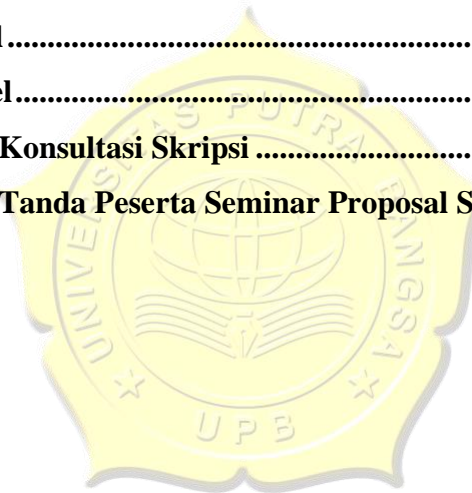 l..........................................................................
el.........................................................................
Konsultasi Skripsi ..................................
Tanda Peserta Seminar Proposal S
UNIVERSITAS PUTRA BANGSA
UPB